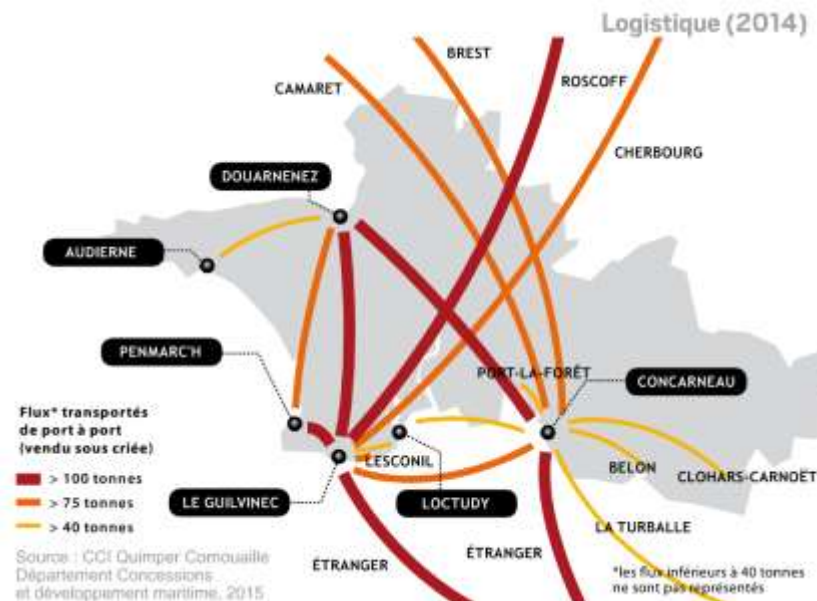 Logistique (2014)
BREST
CAMARET
ROSCOFF
CHERBOURG
DOUARNENEZ
AUDIERNE
PENMARC'H
PORT-LA-FORÊT
CONCARNEAU
Flux* transportés
de port à port
(vendu sous criée)
> 100 tonnes
> 75 tonnes
> 40 tonnes
LESCONIL
BELON
CLOHARS-CARNOËT
LE GUILVINEC
LOCTUDY
LA TURBALLE
ÉTRANGER
ÉTRANGER
Source : CCI Quimper Cornouaille
Département Concessions
et développement maritime, 2015
*les flux inférieurs à 40 tonnes
ne sont pas représentés